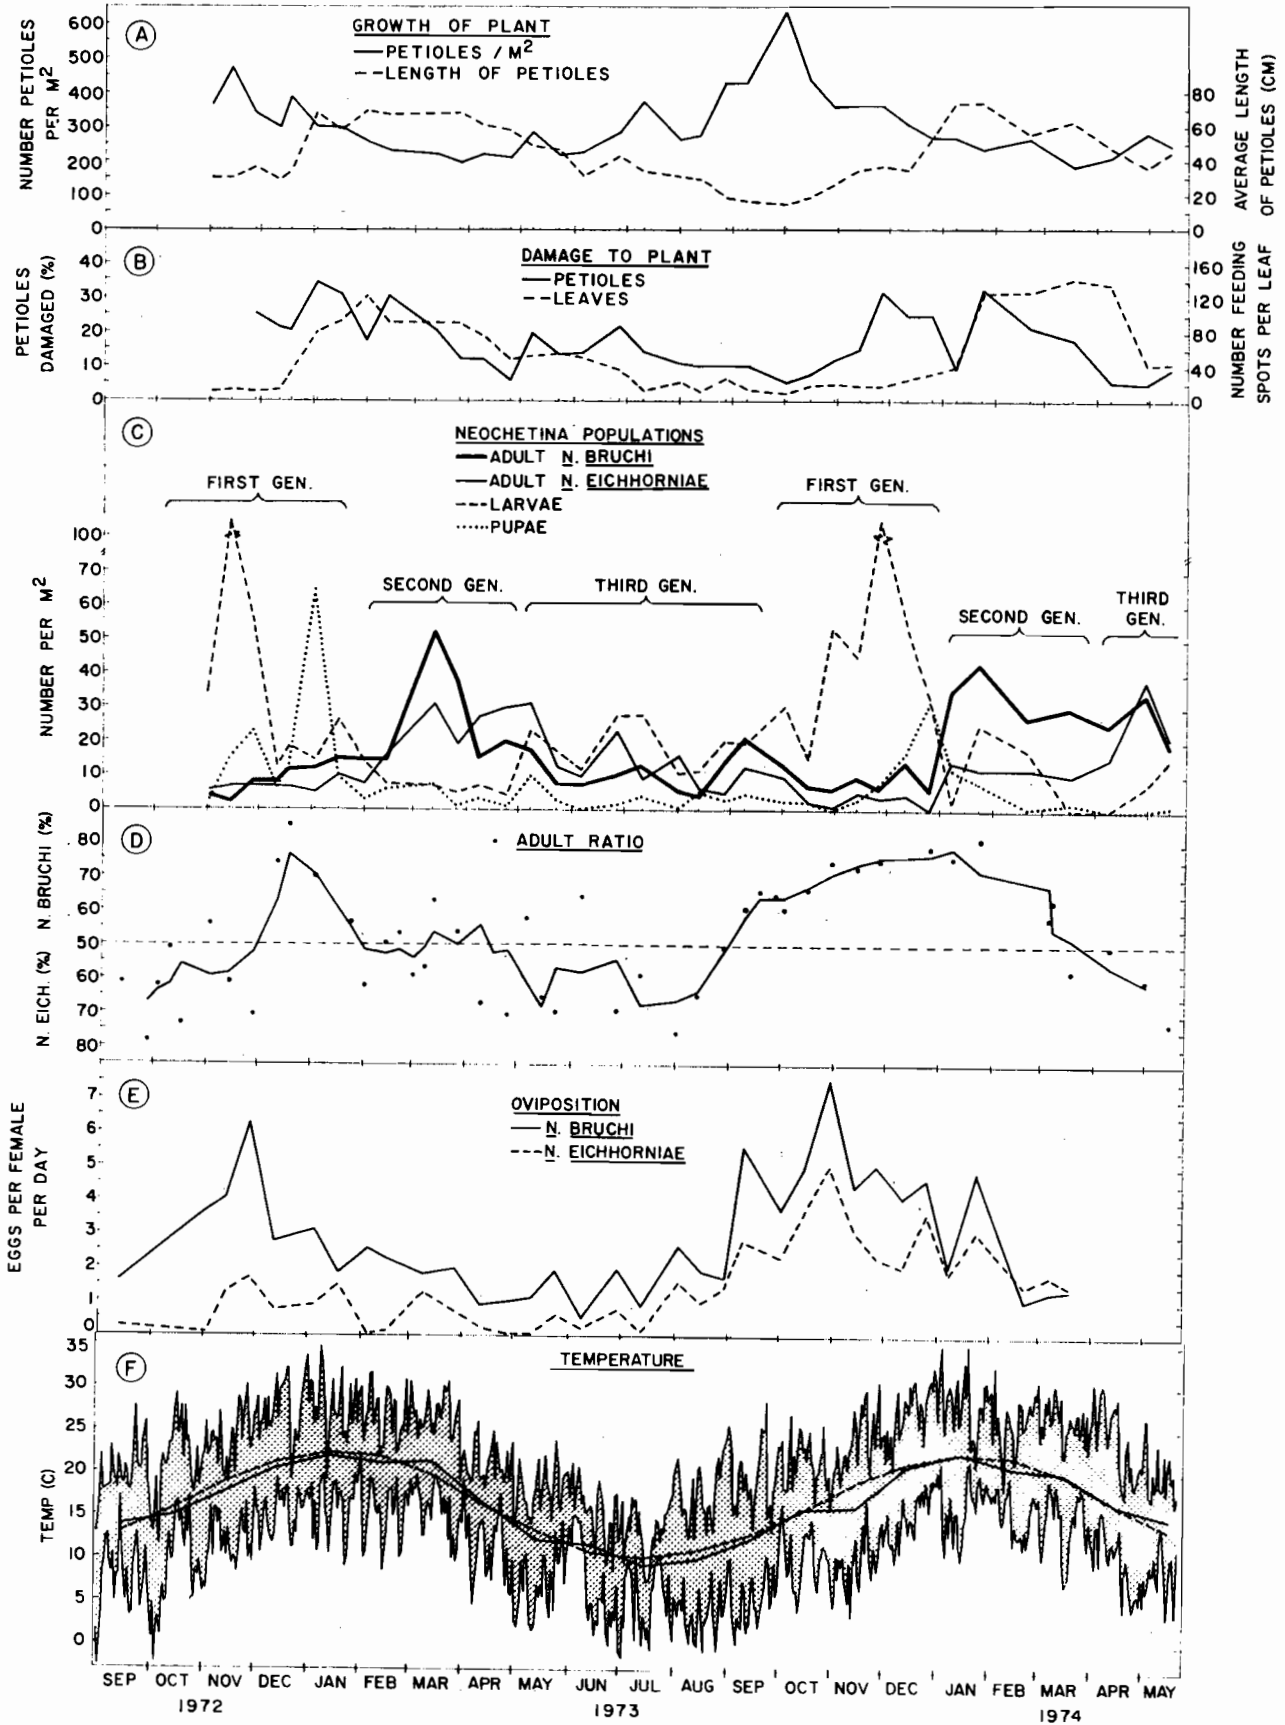 A
GROWTH OF PLANT
PETIOLES / M2
LENGTH OF PETIOLES
NUMBER PETIOLES
PER M2
600
500
400
300
200
100
0
80
60
40
20
0
AVERAGE LENGTH
OF PETIOLES (CM)
B
DAMAGE TO PLANT
PETIOLES
LEAVES
PETIOLES
DAMAGED (%)
40
30
20
10
0
160
120
80
40
0
NUMBER FEEDING
SPOTS PER LEAF
C
NEOCHETINA POPULATIONS
ADULT N. BRUCHI
ADULT N. EICHHORNIAE
LARVAE
PUPAE
FIRST GEN.
SECOND GEN.
THIRD GEN.
FIRST GEN.
SECOND GEN.
THIRD
GEN.
NUMBER PER M2
100
70
60
50
40
30
20
10
0
D
ADULT RATIO
N. EICH. (%) N. BRUCHI (%)
80
70
60
50
60
70
80
E
OVIPOSITION
N. BRUCHI
N. EICHHORNIAE
EGGS PER FEMALE
PER DAY
7
6
5
4
3
2
1
0
F
TEMPERATURE
TEMP (C)
35
30
25
20
15
10
5
0
SEP OCT NOV DEC JAN FEB MAR APR MAY JUN JUL AUG SEP OCT NOV DEC JAN FEB MAR APR MAY
1972 1973 1974